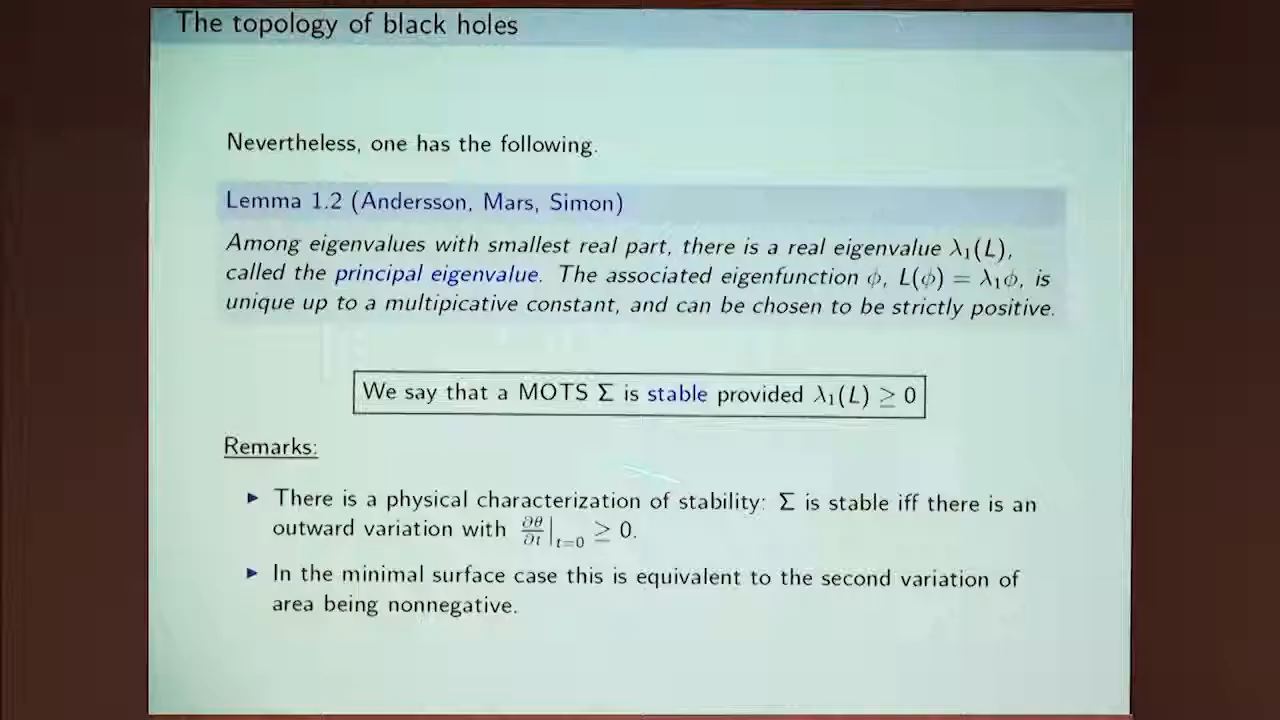 The topology of black holes
Nevertheless, one has the following.
Lemma 1.2 (Andersson, Mars, Simon)
Among eigenvalues with smallest real part, there is a real eigenvalue λ₁(L),
called the principal eigenvalue. The associated eigenfunction ϕ, L(ϕ) = λ₁ϕ, is
unique up to a multipicative constant, and can be chosen to be strictly positive.
We say that a MOTS Σ is stable provided λ₁(L) ≥ 0
Remarks:
▶ There is a physical characterization of stability: Σ is stable iff there is an
outward variation with ∂θ/∂t|t=0 ≥ 0.
▶ In the minimal surface case this is equivalent to the second variation of
area being nonnegative.